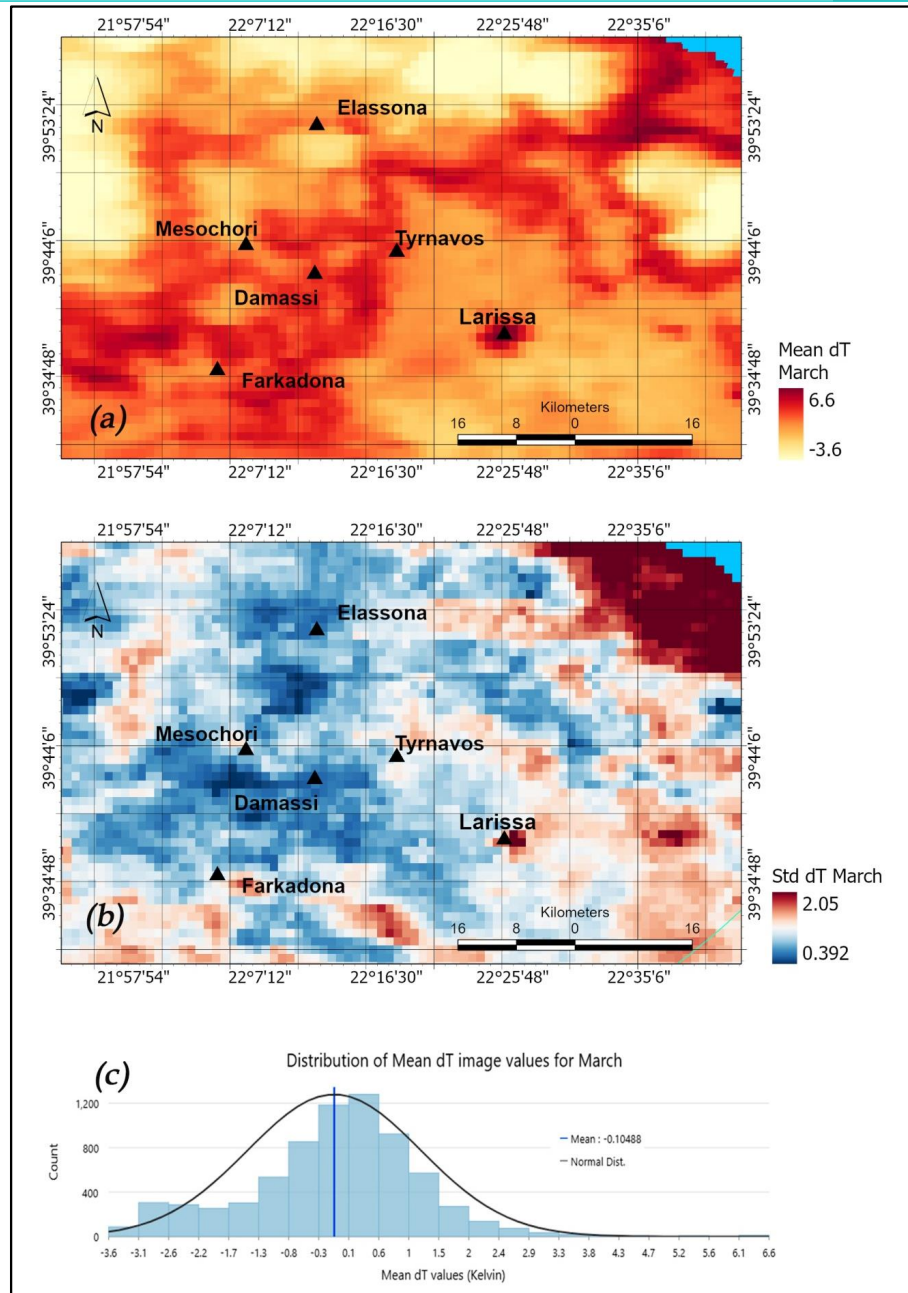 21°57'54" 22°7'12" 22°16'30" 22°25'48" 22°35'6"
39°53'24" 39°53'24"
N
Elassona
Mesochori
Tyrnavos
39°44'6" 39°44'6"
Damassi
Larissa
Mean dT
March
6.6
-3.6
39°34'48" 39°34'48"
Farkadona
Kilometers
16 8 0 16
(a)
21°57'54" 22°7'12" 22°16'30" 22°25'48" 22°35'6"
21°57'54" 22°7'12" 22°16'30" 22°25'48" 22°35'6"
39°53'24" 39°53'24"
N
Elassona
Mesochori
Tyrnavos
39°44'6" 39°44'6"
Damassi
Larissa
Std dT March
2.05
0.392
39°34'48" 39°34'48"
Farkadona
Kilometers
16 8 0 16
(b)
21°57'54" 22°7'12" 22°16'30" 22°25'48" 22°35'6"
(c)
Distribution of Mean dT image values for March
1,200
800
400
0
Count
Mean : -0.10488
Normal Dist.
-3.6 -3.1 -2.6 -2.2 -1.7 -1.3 -0.8 -0.3 0.1 0.6 1 1.5 2 2.4 2.9 3.3 3.8 4.3 4.7 5.2 5.6 6.1 6.6
Mean dT values (Kelvin)